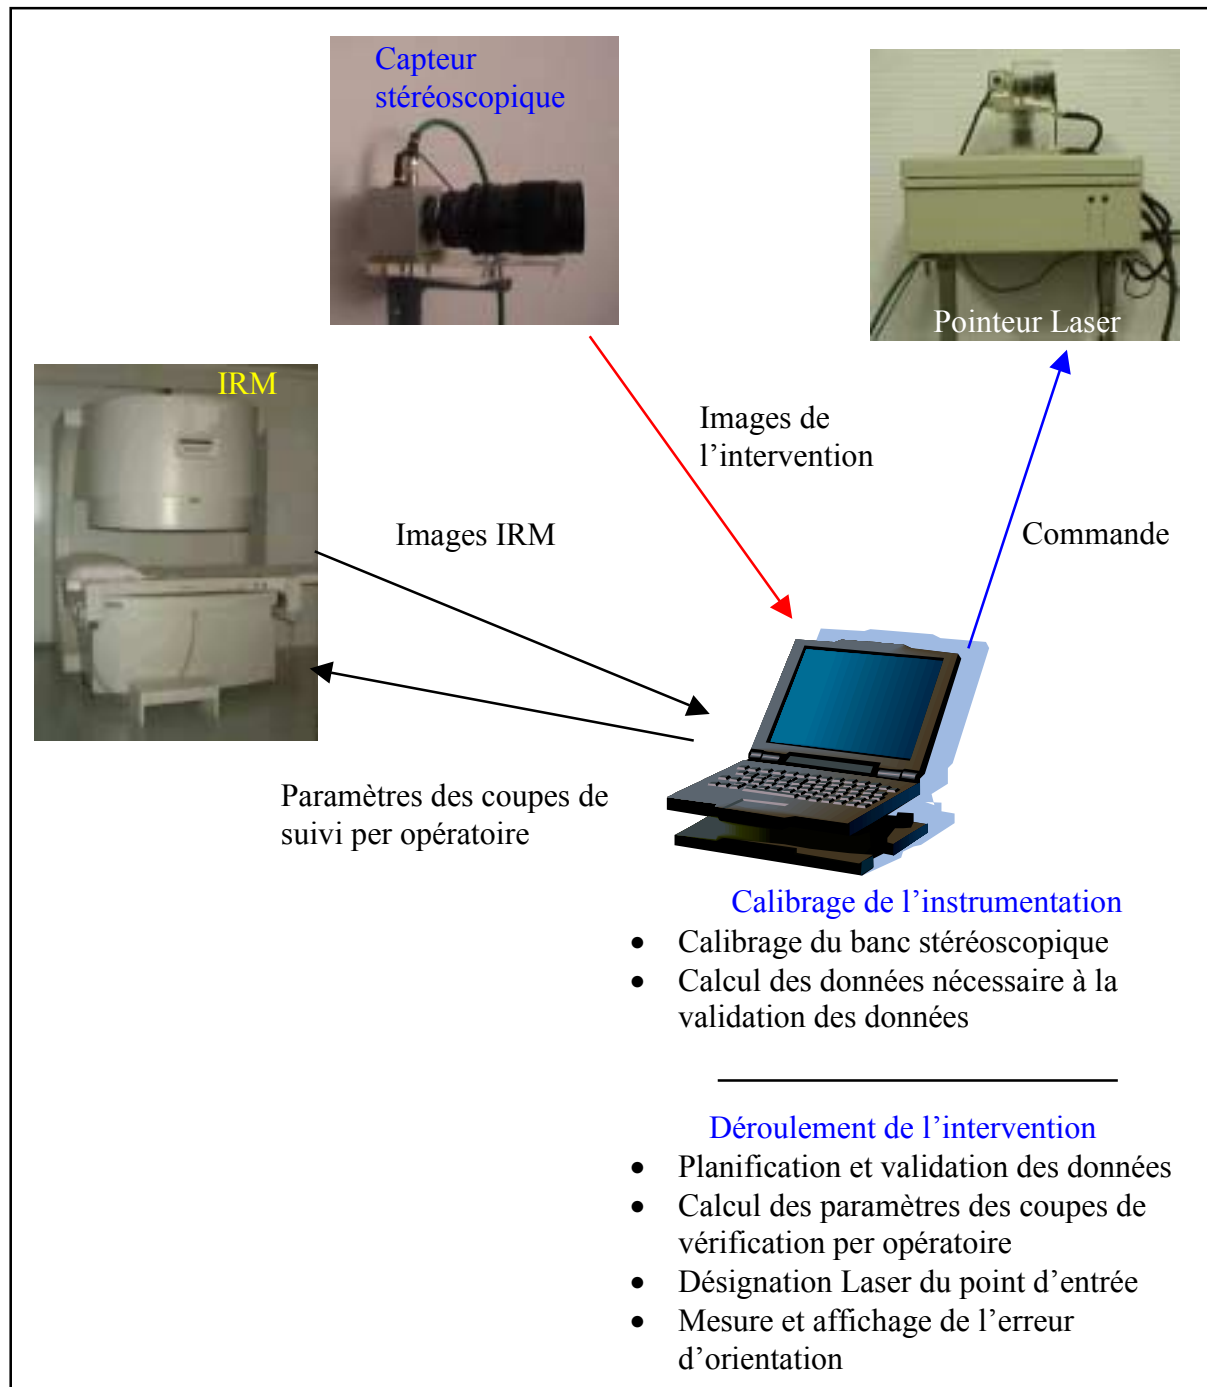 Capteur
stéréoscopique
Pointeur Laser
IRM
Images de
l’intervention
Images IRM
Commande
Paramètres des coupes de
suivi per opératoire
Calibrage de l’instrumentation
• Calibrage du banc stéréoscopique
• Calcul des données nécessaire à la
validation des données
Déroulement de l’intervention
• Planification et validation des données
• Calcul des paramètres des coupes de
vérification per opératoire
• Désignation Laser du point d’entrée
• Mesure et affichage de l’erreur
d’orientation